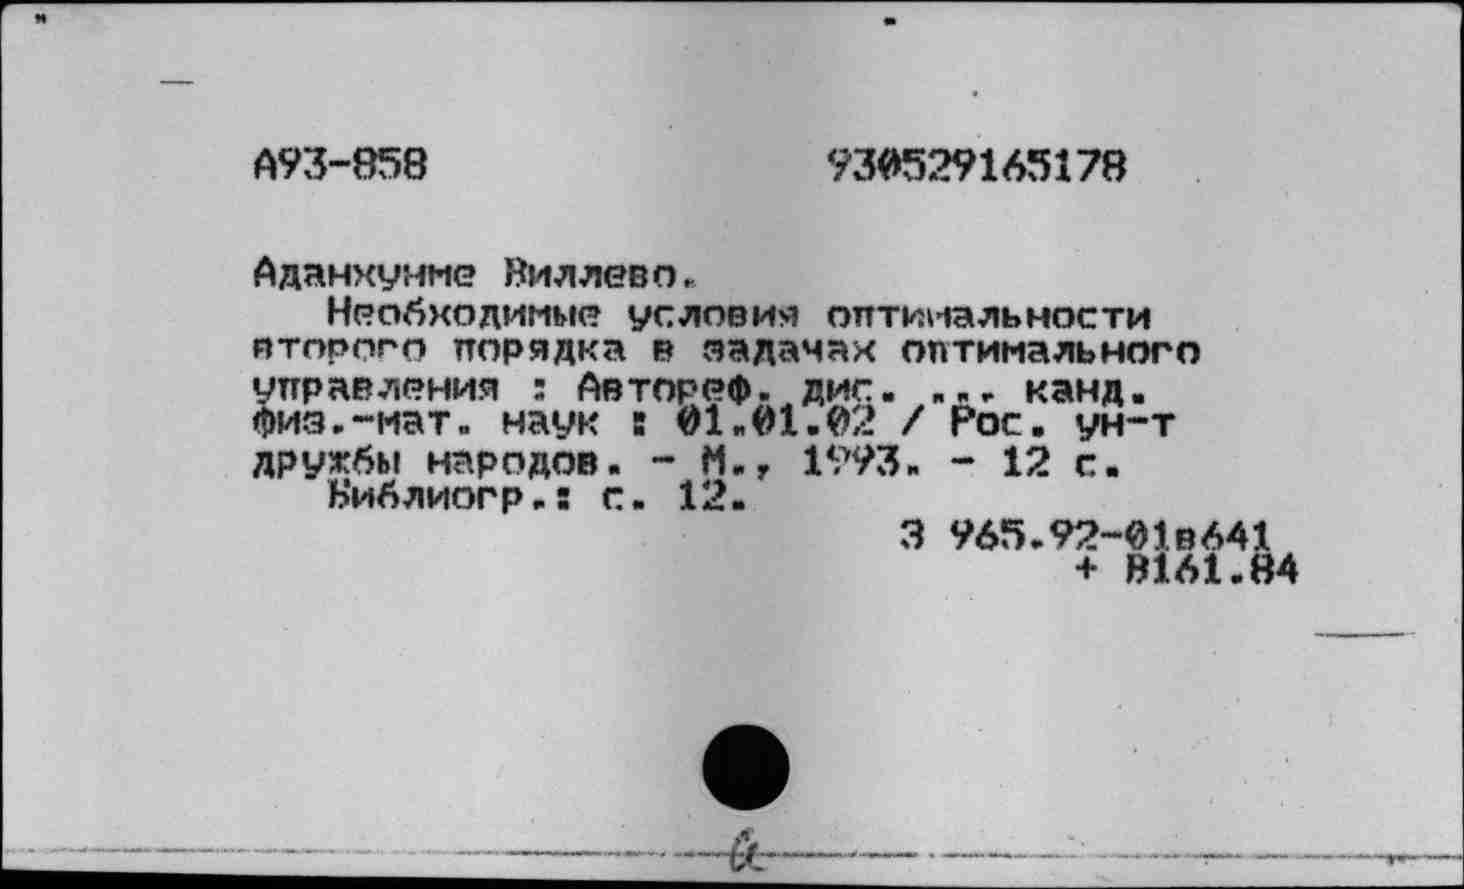 А93-858 930529165178
Аданхунме Виллево.
Необходимые условия оптимальности
второго порядка в задачах оптимального
управления : Автореф. дис. ... канд.
физ.-мат. наук : 01.01.02 / Рос. ун-т
дружбы народов. - М., 1993. - 12 с.
Библиогр.: с. 12.
З 965.92-01в641
+ В161.84